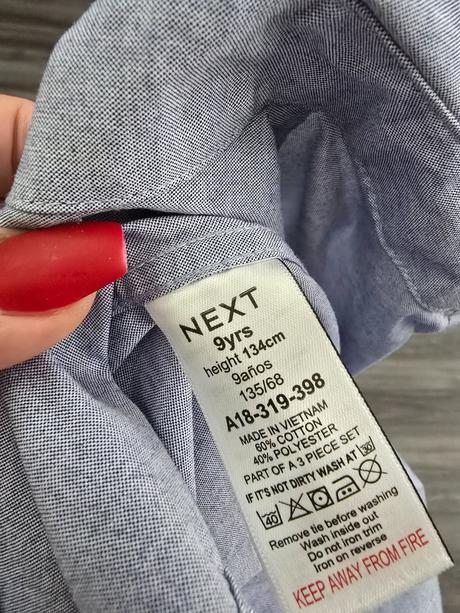 NEXT
9yrs
height 134cm
9años
135/68
A18-319-398
MADE IN VIETNAM
60% COTTON
40% POLYESTER
PART OF A 3 PIECE SET
IF IT'S NOT DIRTY WASH AT 30
40
Remove tie before washing
Wash inside out
Do not iron trim
Iron on reverse
KEEP AWAY FROM FIRE